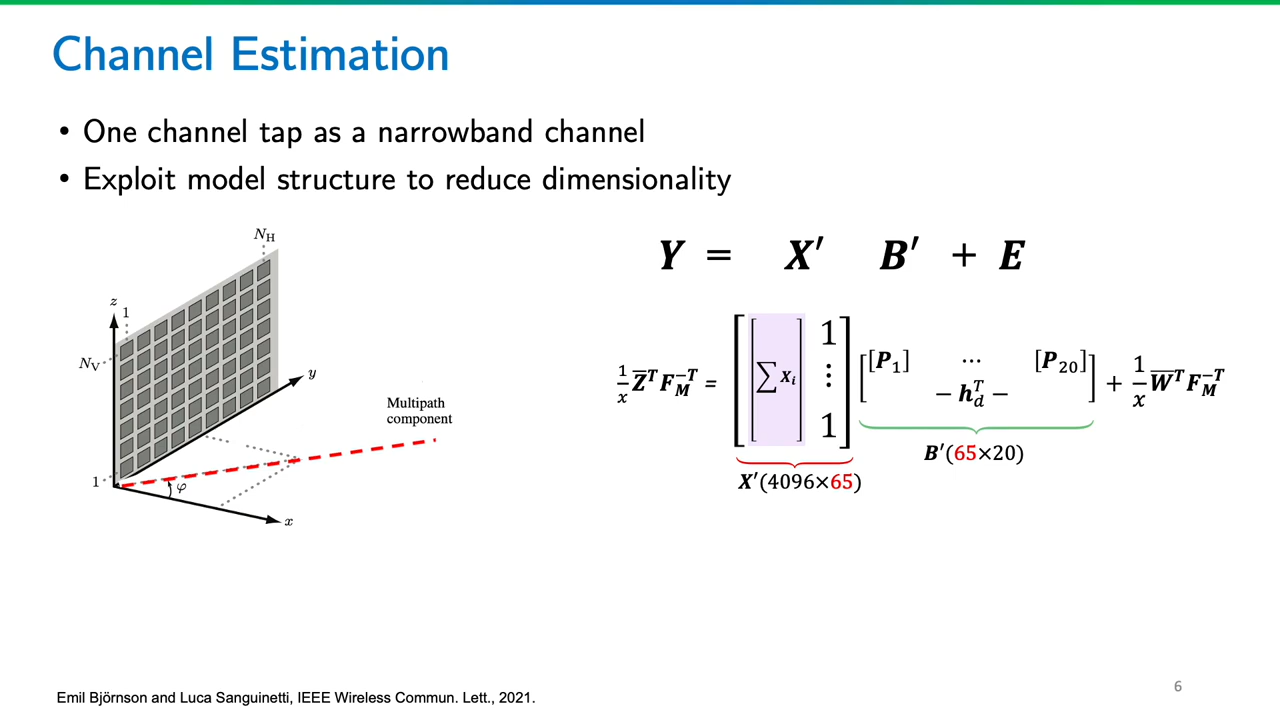 Channel Estimation
• One channel tap as a narrowband channel
• Exploit model structure to reduce dimensionality
N_H
z
1
N_V
y
Multipath
component
1
φ
x
Y = X′ B′ + E
1/x Z̅^T F_M^{-T} = [[∑ x_i] 1 ⋮ 1] [[P_1] ⋯ [P_20] − h_d^T −] + 1/x W̅^T F_M^{-T}
B′(65×20)
X′(4096×65)
Emil Björnson and Luca Sanguinetti, IEEE Wireless Commun. Lett., 2021.
6